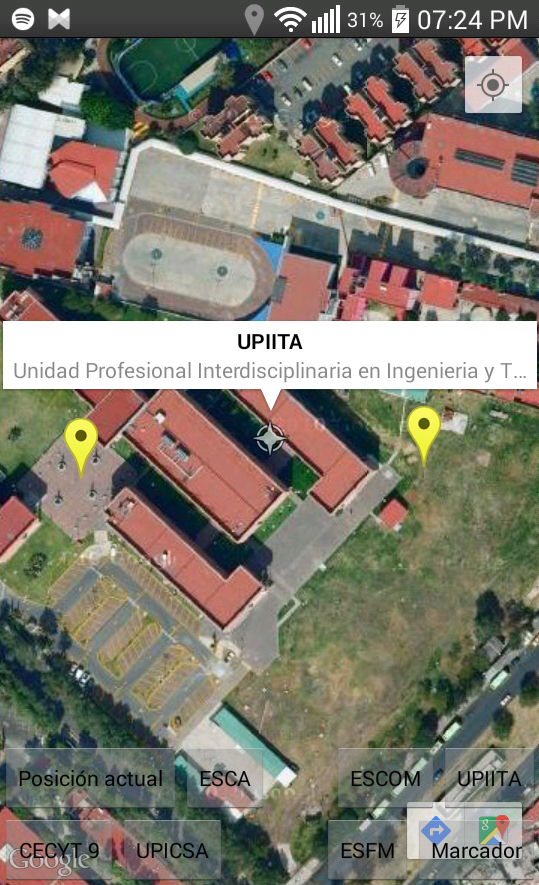 31% 07:24 PM
UPIITA
Unidad Profesional Interdisciplinaria en Ingenieria y T...
Posición actual ESCA ESCOM UPIITA
CECYT 9 UPICSA ESFM Marcador
Google